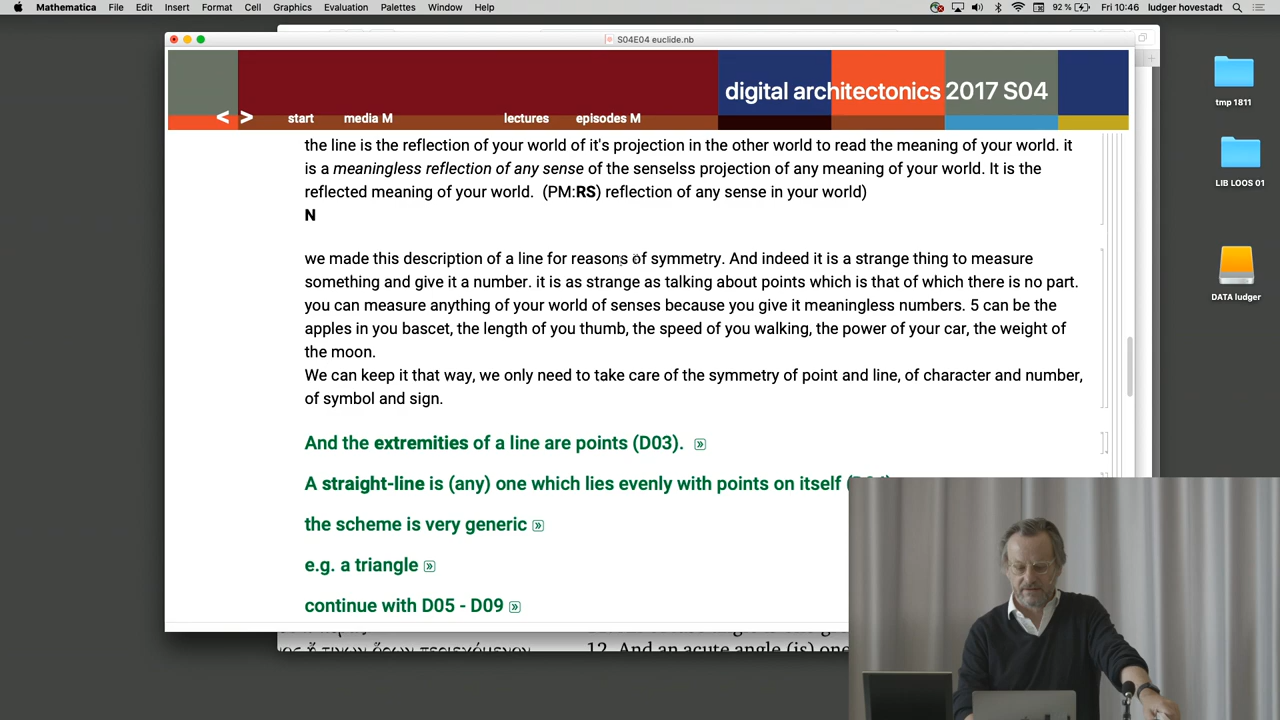 Mathematica File Edit Insert Format Cell Graphics Evaluation Palettes Window Help
92 % Fri 10:46 ludger hovestadt
S04E04 euclide.nb
digital architectonics 2017 S04
< > start media M lectures episodes M
the line is the reflection of your world of it's projection in the other world to read the meaning of your world. it
is a meaningless reflection of any sense of the senselss projection of any meaning of your world. It is the
reflected meaning of your world. (PM:RS) reflection of any sense in your world)
N
we made this description of a line for reasons of symmetry. And indeed it is a strange thing to measure
something and give it a number. it is as strange as talking about points which is that of which there is no part.
you can measure anything of your world of senses because you give it meaningless numbers. 5 can be the
apples in you bascet, the length of you thumb, the speed of you walking, the power of your car, the weight of
the moon.
We can keep it that way, we only need to take care of the symmetry of point and line, of character and number,
of symbol and sign.
And the extremities of a line are points (D03). »
A straight-line is (any) one which lies evenly with points on itself
the scheme is very generic »
e.g. a triangle »
continue with D05 - D09 »
12. And an acute angle (is) one
tmp 1811
LIB LOOS 01
DATA ludger